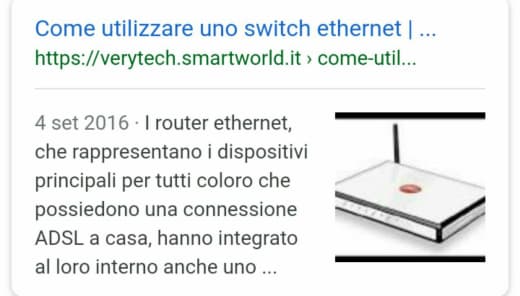 Come utilizzare uno switch ethernet | ...
https://verytech.smartworld.it › come-util...
4 set 2016 · I router ethernet,
che rappresentano i dispositivi
principali per tutti coloro che
possiedono una connessione
ADSL a casa, hanno integrato
al loro interno anche uno ...